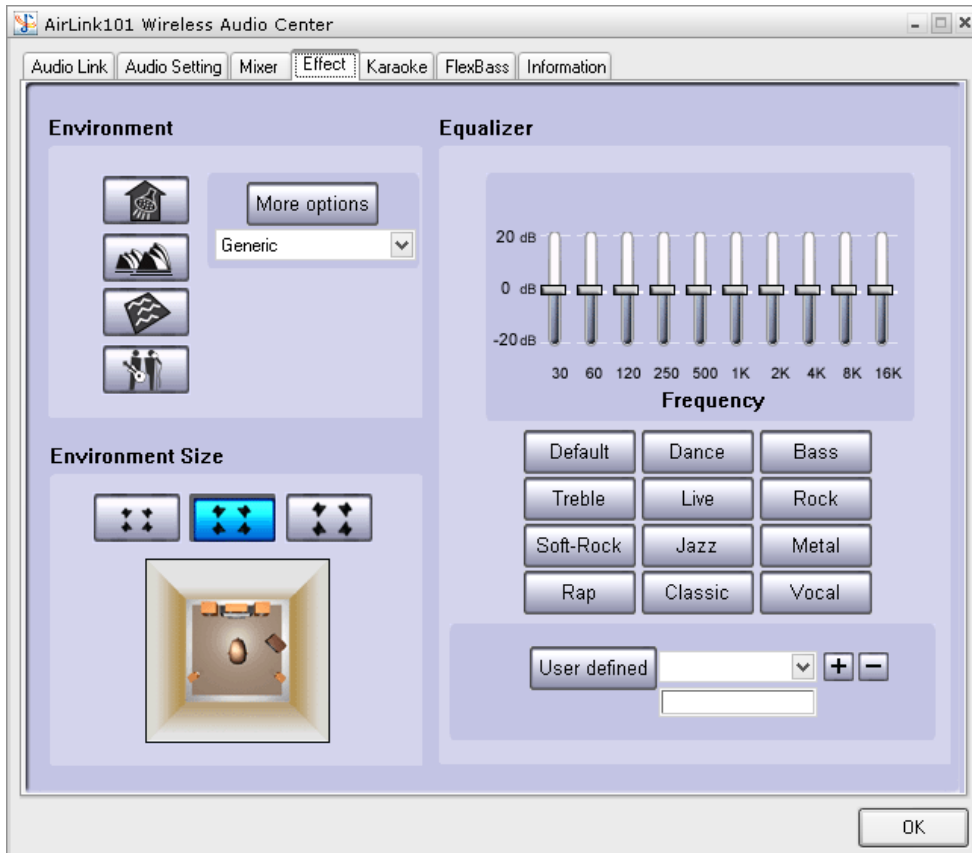 AirLink101 Wireless Audio Center
Audio Link Audio Setting Mixer Effect Karaoke FlexBass Information
Environment
More options
Generic
Environment Size
Equalizer
20 dB
0 dB
-20 dB
30 60 120 250 500 1K 2K 4K 8K 16K
Frequency
Default Dance Bass
Treble Live Rock
Soft-Rock Jazz Metal
Rap Classic Vocal
User defined
OK